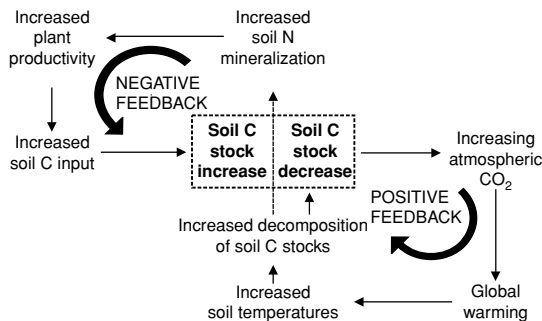 Increased
plant
productivity
Increased
soil N
mineralization
NEGATIVE
FEEDBACK
Increased
soil C input
Soil C
stock
increase
Soil C
stock
decrease
Increasing
atmospheric
CO2
POSITIVE
FEEDBACK
Increased decomposition
of soil C stocks
Increased
soil temperatures
Global
warming